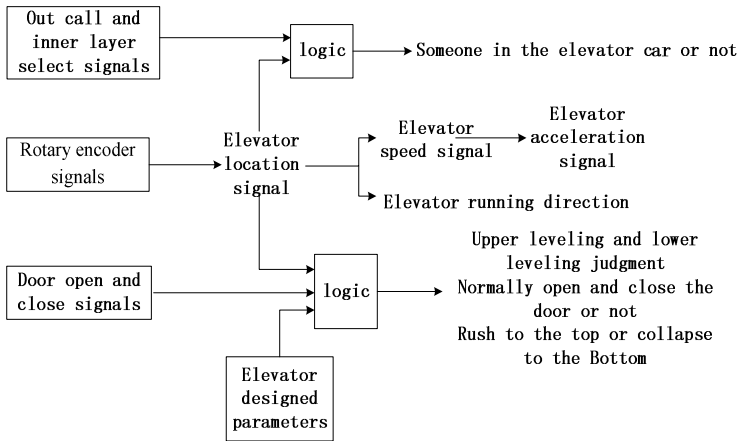 Out call and
inner layer
select signals
logic
Someone in the elevator car or not
Rotary encoder
signals
Elevator
location
signal
Elevator
speed signal
Elevator
acceleration
signal
Elevator running direction
Door open and
close signals
logic
Upper leveling and lower
leveling judgment
Normally open and close the
door or not
Rush to the top or collapse
to the Bottom
Elevator
designed
parameters